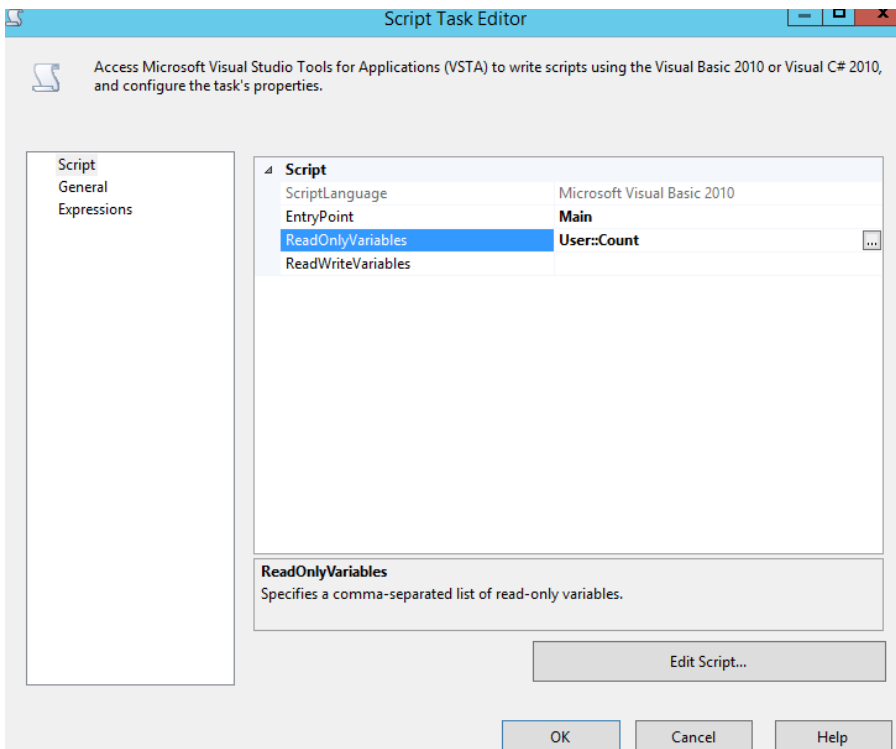 Script Task Editor
Access Microsoft Visual Studio Tools for Applications (VSTA) to write scripts using the Visual Basic 2010 or Visual C# 2010,
and configure the task's properties.
Script
General
Expressions
Script
ScriptLanguage Microsoft Visual Basic 2010
EntryPoint Main
ReadOnlyVariables User::Count ...
ReadWriteVariables
ReadOnlyVariables
Specifies a comma-separated list of read-only variables.
Edit Script...
OK Cancel Help